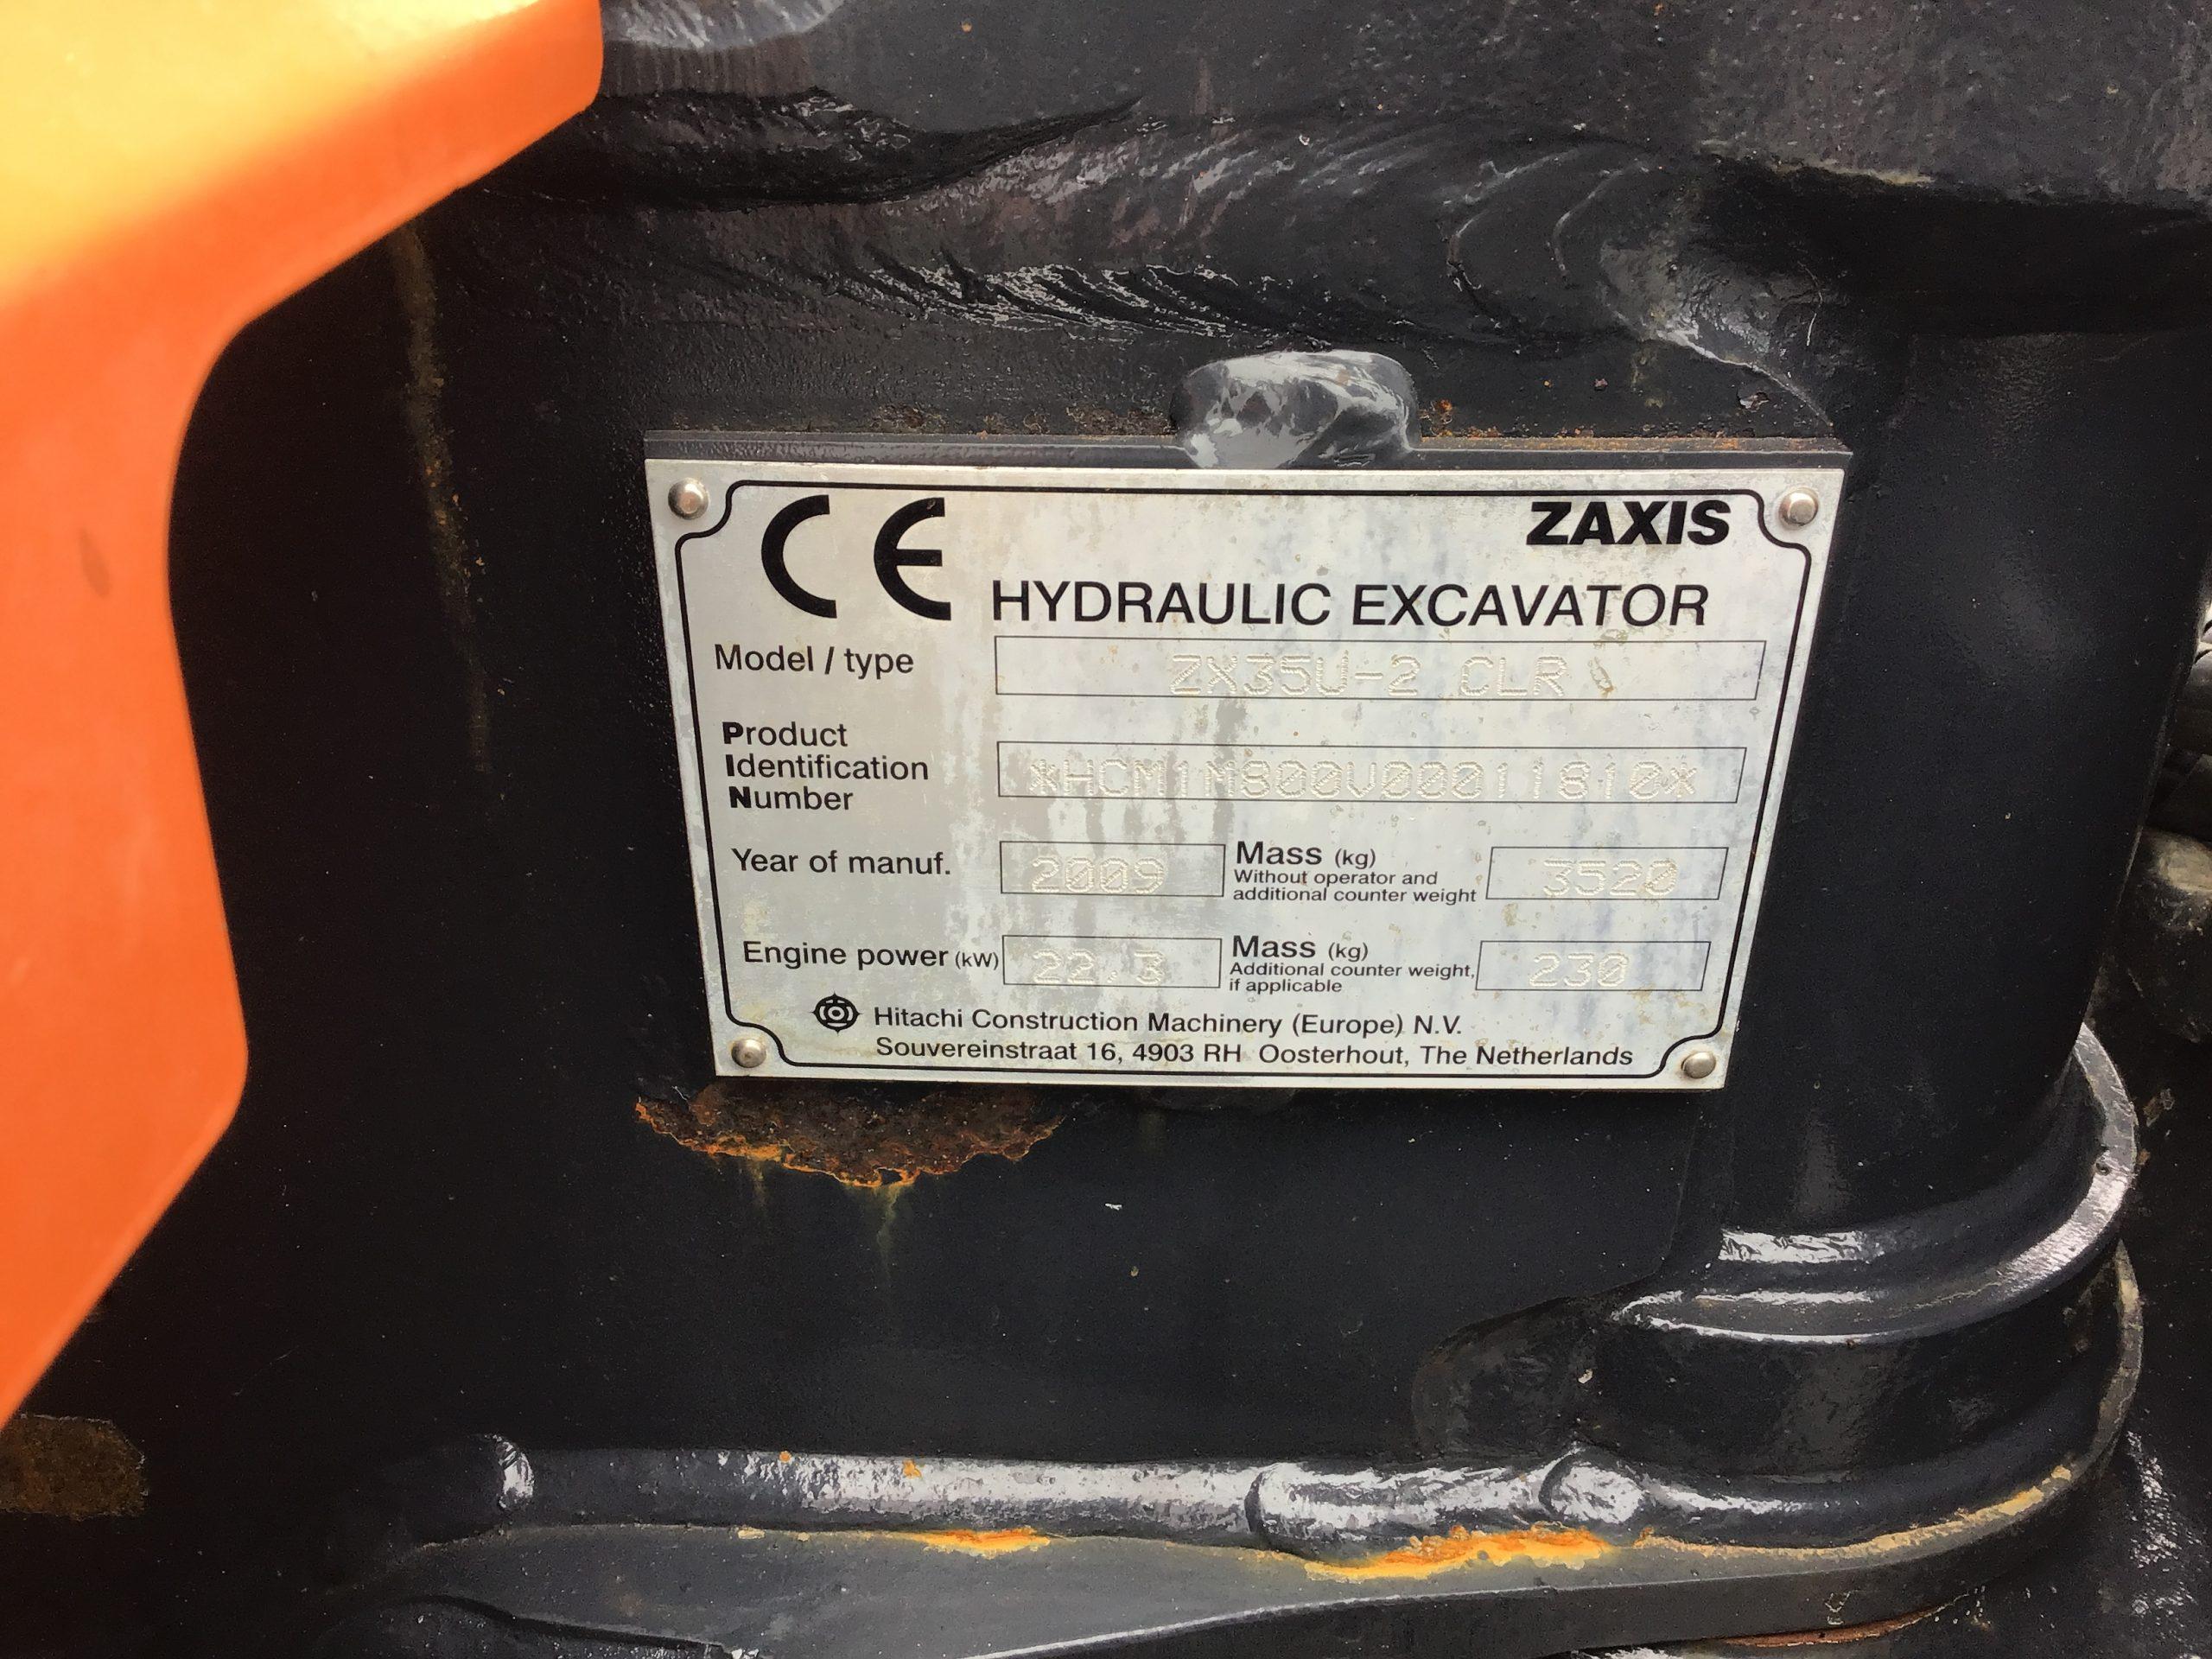 CE
ZAXIS
HYDRAULIC EXCAVATOR
Model / type ZX35U-2 CLR
Product
Identification
Number
*HCM1M800V00011810*
Year of manuf. 2009
Mass (kg)
Without operator and
additional counter weight
3520
Engine power (kW) 22.3
Mass (kg)
Additional counter weight,
if applicable
230
Hitachi Construction Machinery (Europe) N.V.
Souvereinstraat 16, 4903 RH Oosterhout, The Netherlands